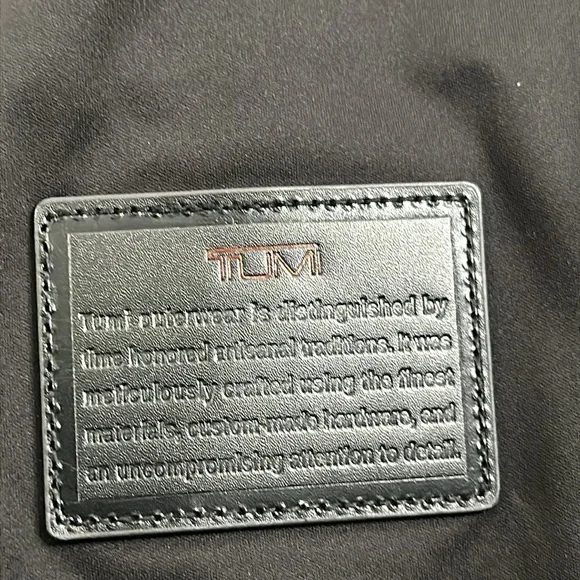 TUMI
Tumi outerwear is distinguished by
time honored artisanal traditions. It was
meticulously crafted using the finest
materials, custom-made hardware, and
an uncompromising attention to detail.